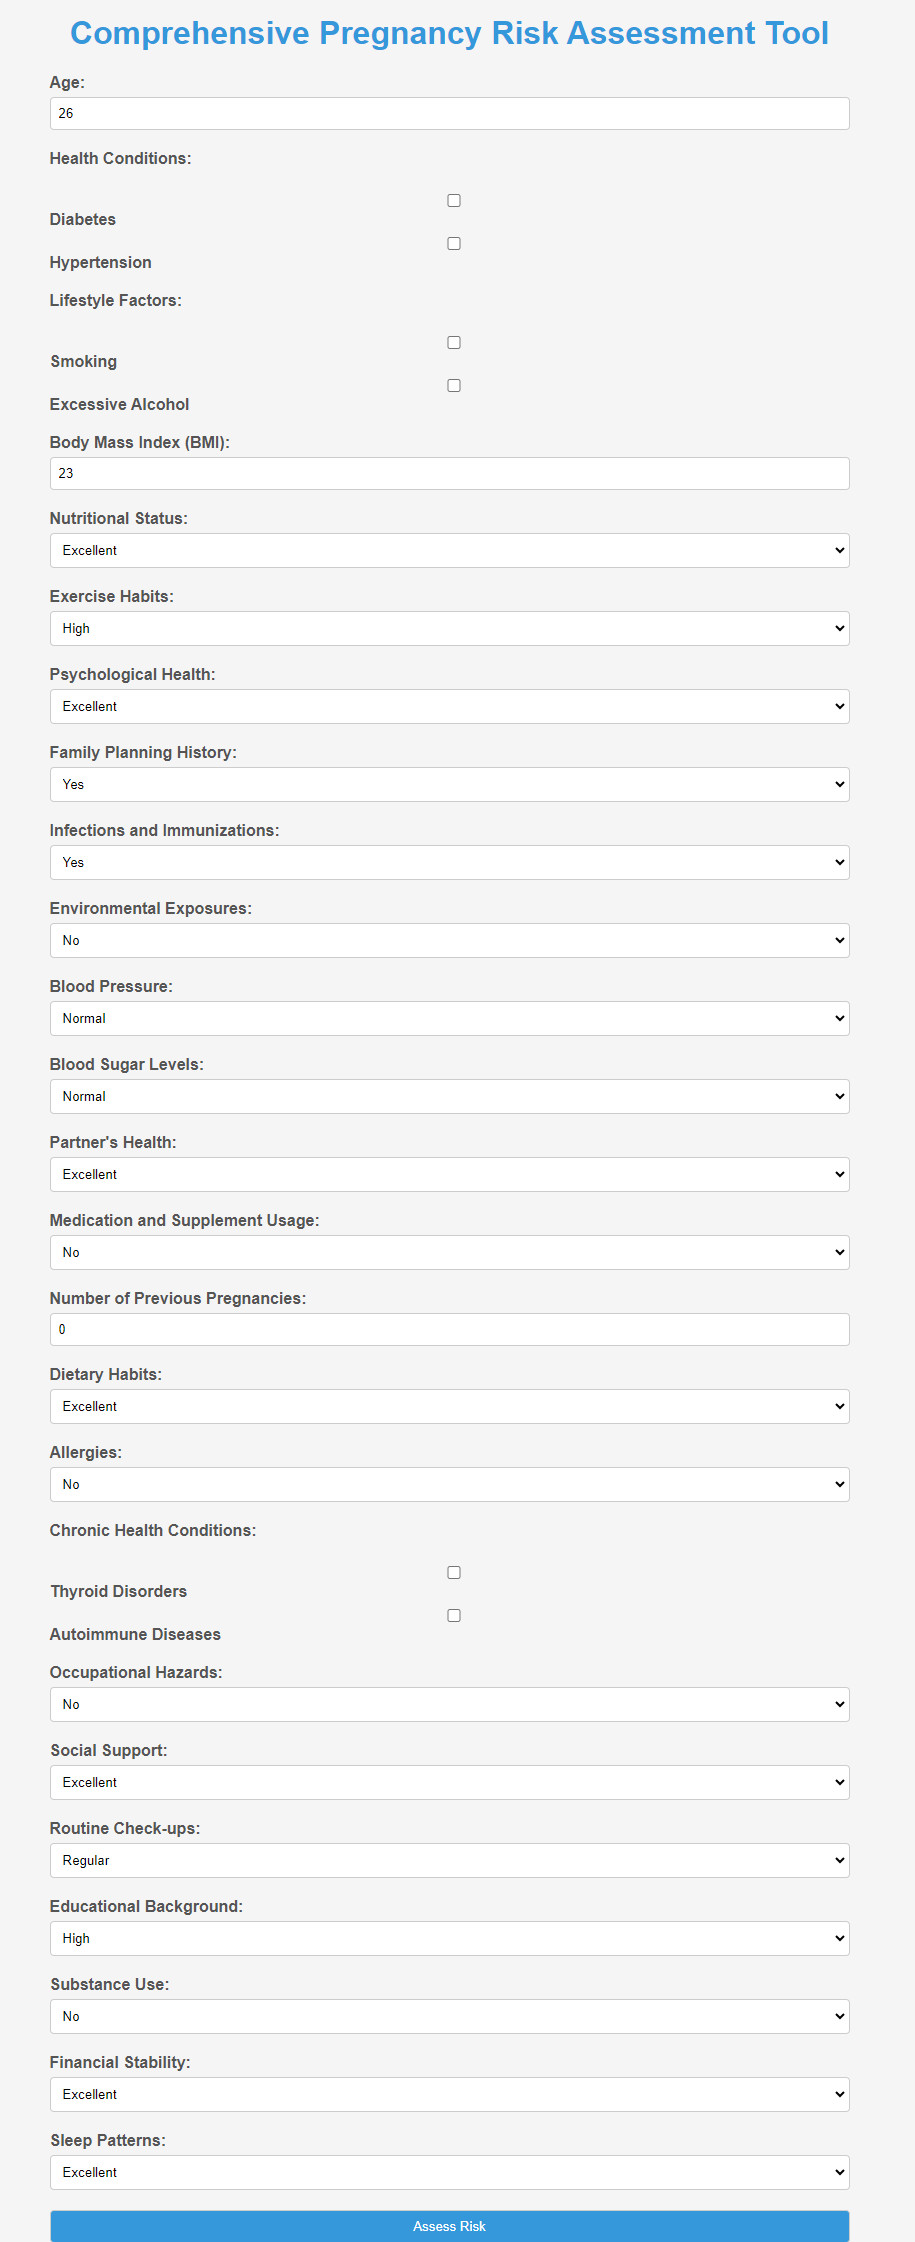 Comprehensive Pregnancy Risk Assessment Tool
Age:
26
Health Conditions:
Diabetes
Hypertension
Lifestyle Factors:
Smoking
Excessive Alcohol
Body Mass Index (BMI):
23
Nutritional Status:
Excellent
Exercise Habits:
High
Psychological Health:
Excellent
Family Planning History:
Yes
Infections and Immunizations:
Yes
Environmental Exposures:
No
Blood Pressure:
Normal
Blood Sugar Levels:
Normal
Partner's Health:
Excellent
Medication and Supplement Usage:
No
Number of Previous Pregnancies:
0
Dietary Habits:
Excellent
Allergies:
No
Chronic Health Conditions:
Thyroid Disorders
Autoimmune Diseases
Occupational Hazards:
No
Social Support:
Excellent
Routine Check-ups:
Regular
Educational Background:
High
Substance Use:
No
Financial Stability:
Excellent
Sleep Patterns:
Excellent
Assess Risk